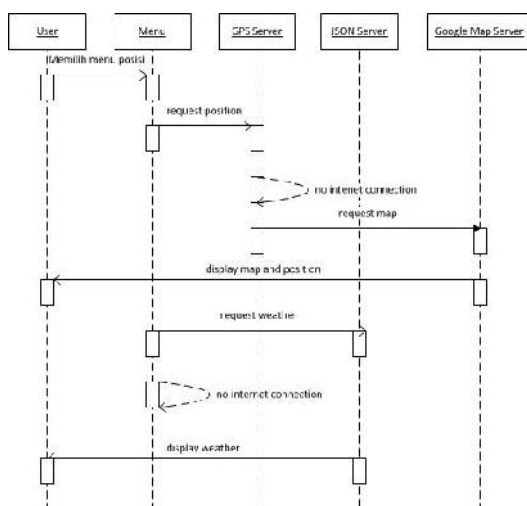 User
Menu
GPS Server
JSON Server
Google Map Server
Memilih menu posisi
request position
no internet connection
request map
display map and position
request weather
no internet connection
display weather